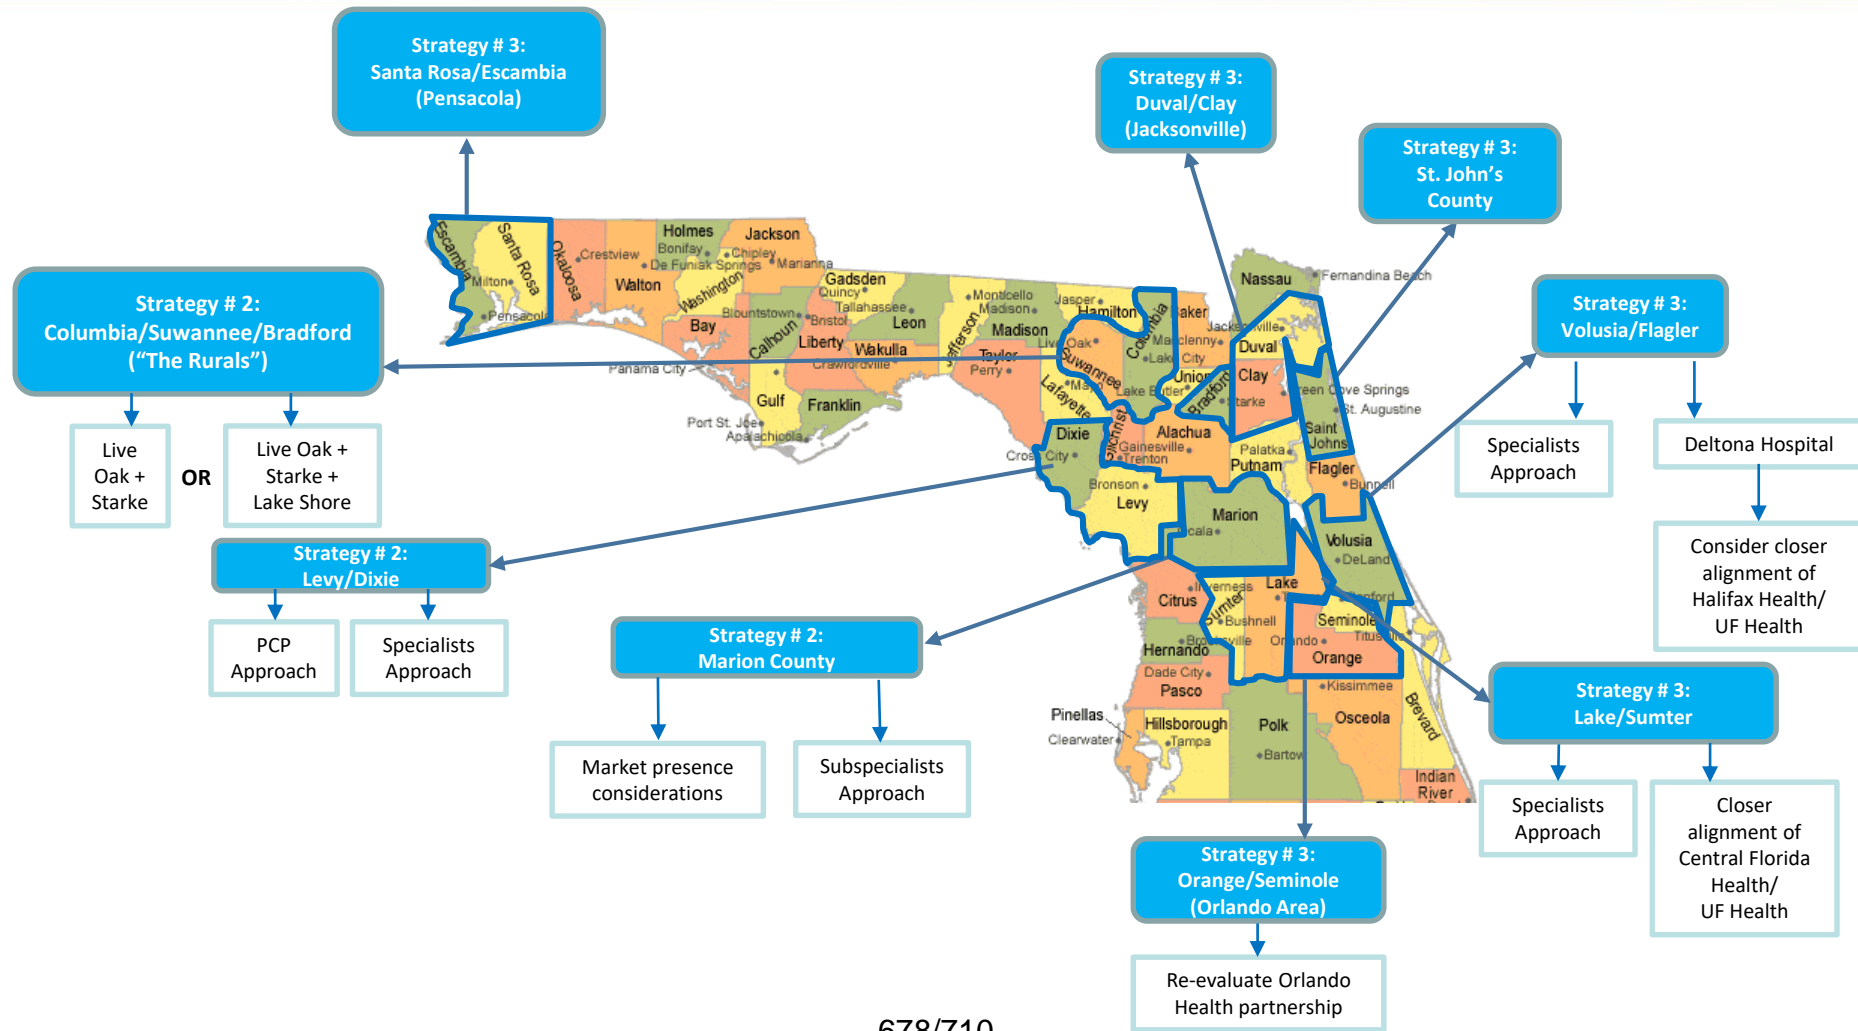 Strategy # 3:
Santa Rosa/Escambia
(Pensacola)
Strategy # 3:
Duval/Clay
(Jacksonville)
Strategy # 3:
St. John’s
County
Strategy # 2:
Columbia/Suwannee/Bradford
(“The Rurals”)
Live
Oak +
Starke
OR
Live Oak +
Starke +
Lake Shore
Strategy # 3:
Volusia/Flagler
Specialists
Approach
Deltona Hospital
Consider closer
alignment of
Halifax Health/
UF Health
Strategy # 2:
Levy/Dixie
PCP
Approach
Specialists
Approach
Strategy # 2:
Marion County
Market presence
considerations
Subspecialists
Approach
Strategy # 3:
Lake/Sumter
Specialists
Approach
Closer
alignment of
Central Florida
Health/
UF Health
Strategy # 3:
Orange/Seminole
(Orlando Area)
Re-evaluate Orlando
Health partnership
Escambia
Santa Rosa
Milton
Okaloosa
Crestview
Walton
De Funiak Springs
Holmes
Bonifay
Chipley
Washington
Jackson
Marianna
Bay
Panama City
Calhoun
Blountstown
Gulf
Port St. Joe
Apalachicola
Franklin
Liberty
Bristol
Gadsden
Quincy
Tallahassee
Leon
Wakulla
Crawfordville
Jefferson
Monticello
Madison
Madison
Taylor
Perry
Jasper
Hamilton
Suwannee
Lafayette
Mayo
Columbia
Lake City
Lake Butler
Union
Bradford
Starke
Nassau
Fernandina Beach
Duval
Clay
St. Augustine
Saint
Johns
Dixie
Gilchrist
Trenton
Alachua
Gainesville
Palatka
Putnam
Flagler
Bunnell
Bronson
Levy
Marion
Volusia
DeLand
Citrus
Inverness
Sumter
Bushnell
Lake
Seminole
Orlando
Orange
Hernando
Dade City
Pasco
Kissimmee
Pinellas
Clearwater
Hillsborough
Tampa
Polk
Bartow
Osceola
Brevard
Indian
River
678/710